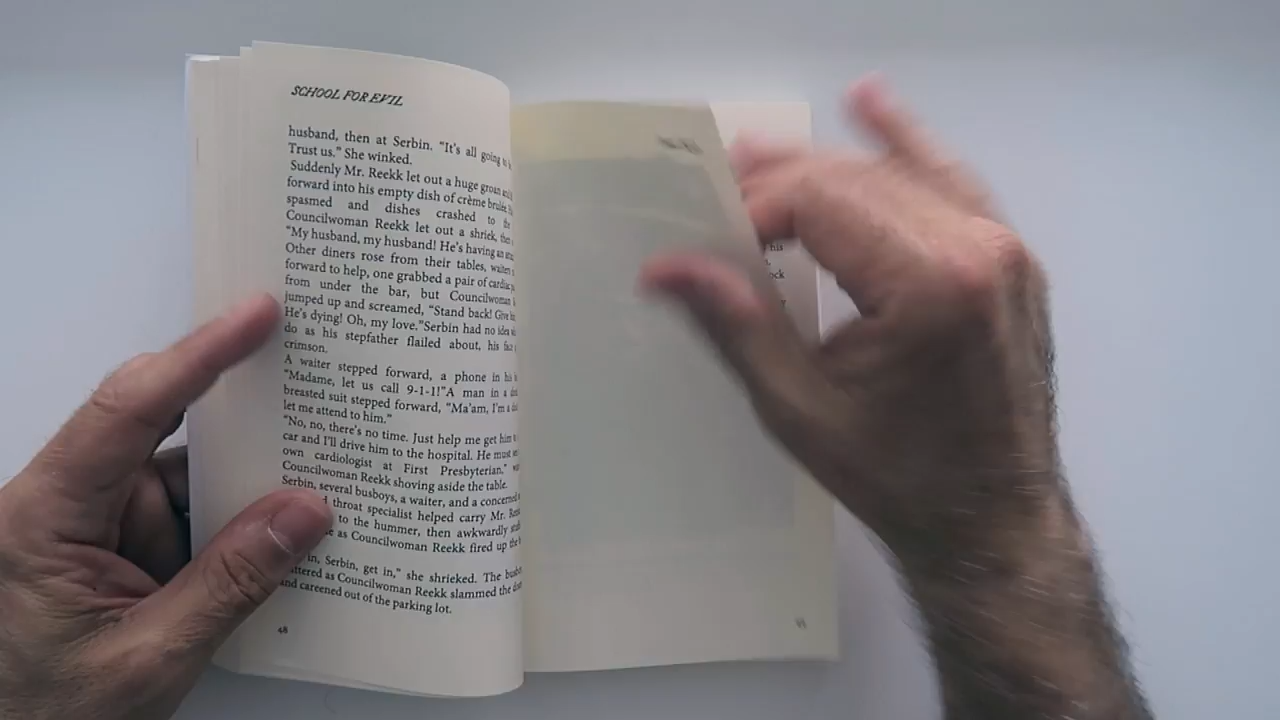 SCHOOL FOR EVIL
husband, then at Serbin. “It’s all going to
Trust us.” She winked.
Suddenly Mr. Reekk let out a huge groan
forward into his empty dish of crème brulée.
spasmed and dishes crashed to the
Councilwoman Reekk let out a shriek, then
“My husband, my husband! He’s having an
Other diners rose from their tables, waiters
forward to help, one grabbed a pair of
from under the bar, but Councilwoman
jumped up and screamed, “Stand back! Give
He’s dying! Oh, my love.”Serbin had no idea
do as his stepfather flailed about, his face
crimson.
A waiter stepped forward, a phone in his
“Madame, let us call 9-1-1!”A man in a
breasted suit stepped forward, “Ma’am, I’m a
let me attend to him.”
“No, no, there’s no time. Just help me get him
car and I’ll drive him to the hospital. He must
own cardiologist at First Presbyterian,”
Councilwoman Reekk shoving aside the table.
Serbin, several busboys, a waiter, and a concerned
throat specialist helped carry Mr.
to the hummer, then awkwardly
as Councilwoman Reekk fired up the
in, Serbin, get in,” she shrieked. The
as Councilwoman Reekk slammed the
and careened out of the parking lot.
48
his